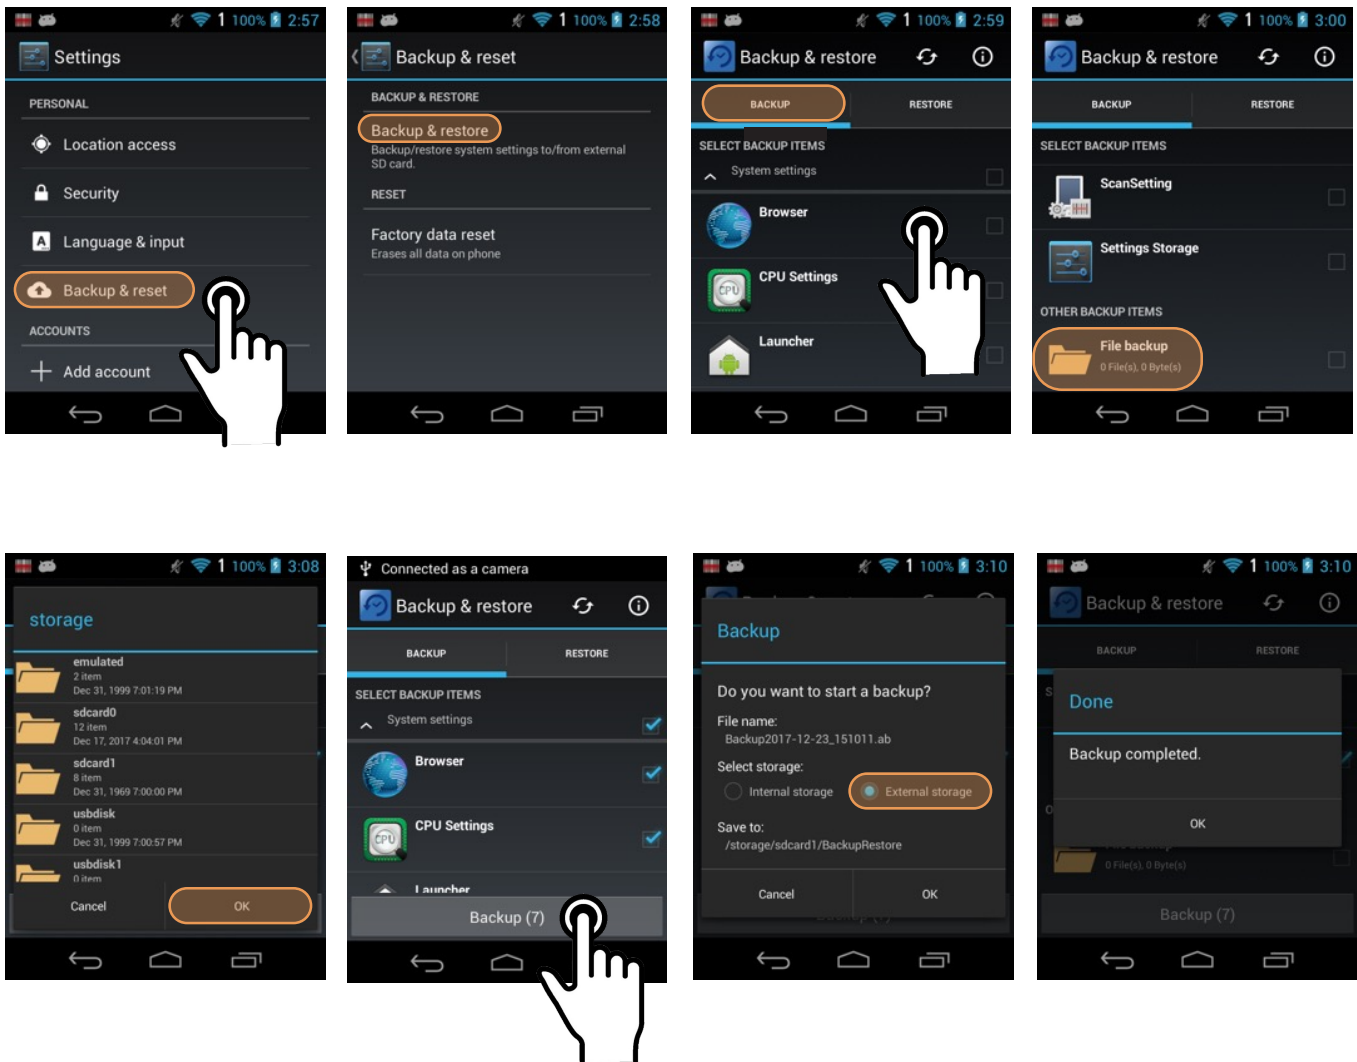 1 100% 2:57
Settings
PERSONAL
Location access
Security
A Language & input
Backup & reset
ACCOUNTS
Add account
1 100% 2:58
Backup & reset
BACKUP & RESTORE
Backup & restore
Backup/restore system settings to/from external
SD card.
RESET
Factory data reset
Erases all data on phone
1 100% 2:59
Backup & restore
BACKUP RESTORE
SELECT BACKUP ITEMS
System settings
Browser
CPU Settings
CPU
Launcher
1 100% 3:00
Backup & restore
BACKUP RESTORE
SELECT BACKUP ITEMS
ScanSetting
Settings Storage
OTHER BACKUP ITEMS
File backup
0 File(s), 0 Byte(s)
1 100% 3:08
storage
emulated
2 item
Dec 31, 1999 7:01:19 PM
sdcard0
12 item
Dec 17, 2017 4:04:01 PM
sdcard1
8 item
Dec 31, 1969 7:00:00 PM
usbdisk
0 item
Dec 31, 1999 7:00:57 PM
usbdisk1
0 item
Cancel OK
Connected as a camera
Backup & restore
BACKUP RESTORE
SELECT BACKUP ITEMS
System settings
Browser
CPU Settings
CPU
Launcher
Backup (7)
1 100% 3:10
Backup
Do you want to start a backup?
File name:
Backup2017-12-23_151011.ab
Select storage:
Internal storage External storage
Save to:
/storage/sdcard1/BackupRestore
Cancel OK
1 100% 3:10
Backup & restore
BACKUP RESTORE
Done
Backup completed.
OK
0 File(s), 0 Byte(s)
Backup (7)